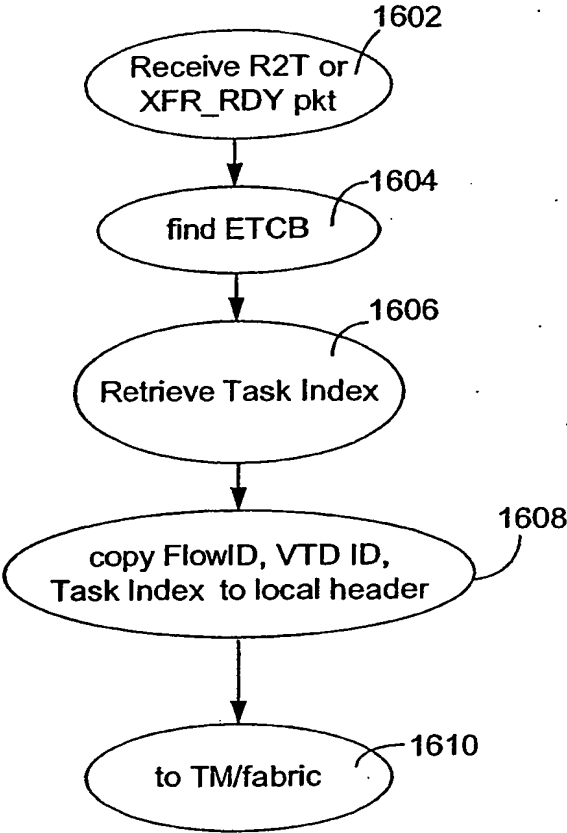 1602
Receive R2T or
XFR_RDY pkt
1604
find ETCB
1606
Retrieve Task Index
1608
copy FlowID, VTD ID,
Task Index to local header
1610
to TM/fabric